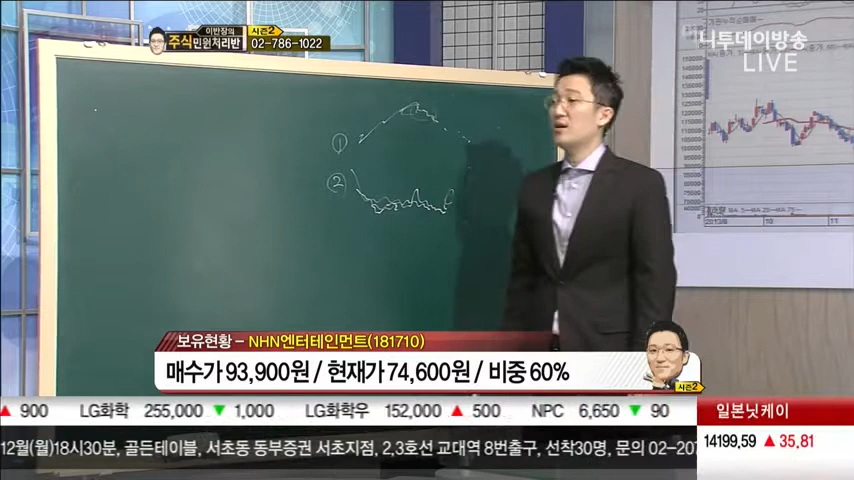 이반장의 시즌2
주식민원처리반 02-786-1022
니투데이방송
LIVE
①
②
보유현황 – NHN엔터테인먼트(181710)
매수가 93,900원 / 현재가 74,600원 / 비중 60%
시즌2
▲ 900 LG화학 255,000 ▼ 1,000 LG화학우 152,000 ▲ 500 NPC 6,650 ▼ 90
일본닛케이
12월(월)18시30분, 골든테이블, 서초동 동부증권 서초지점, 2,3호선 교대역 8번출구, 선착30명, 문의 02-20
14199,59 ▲ 35,81